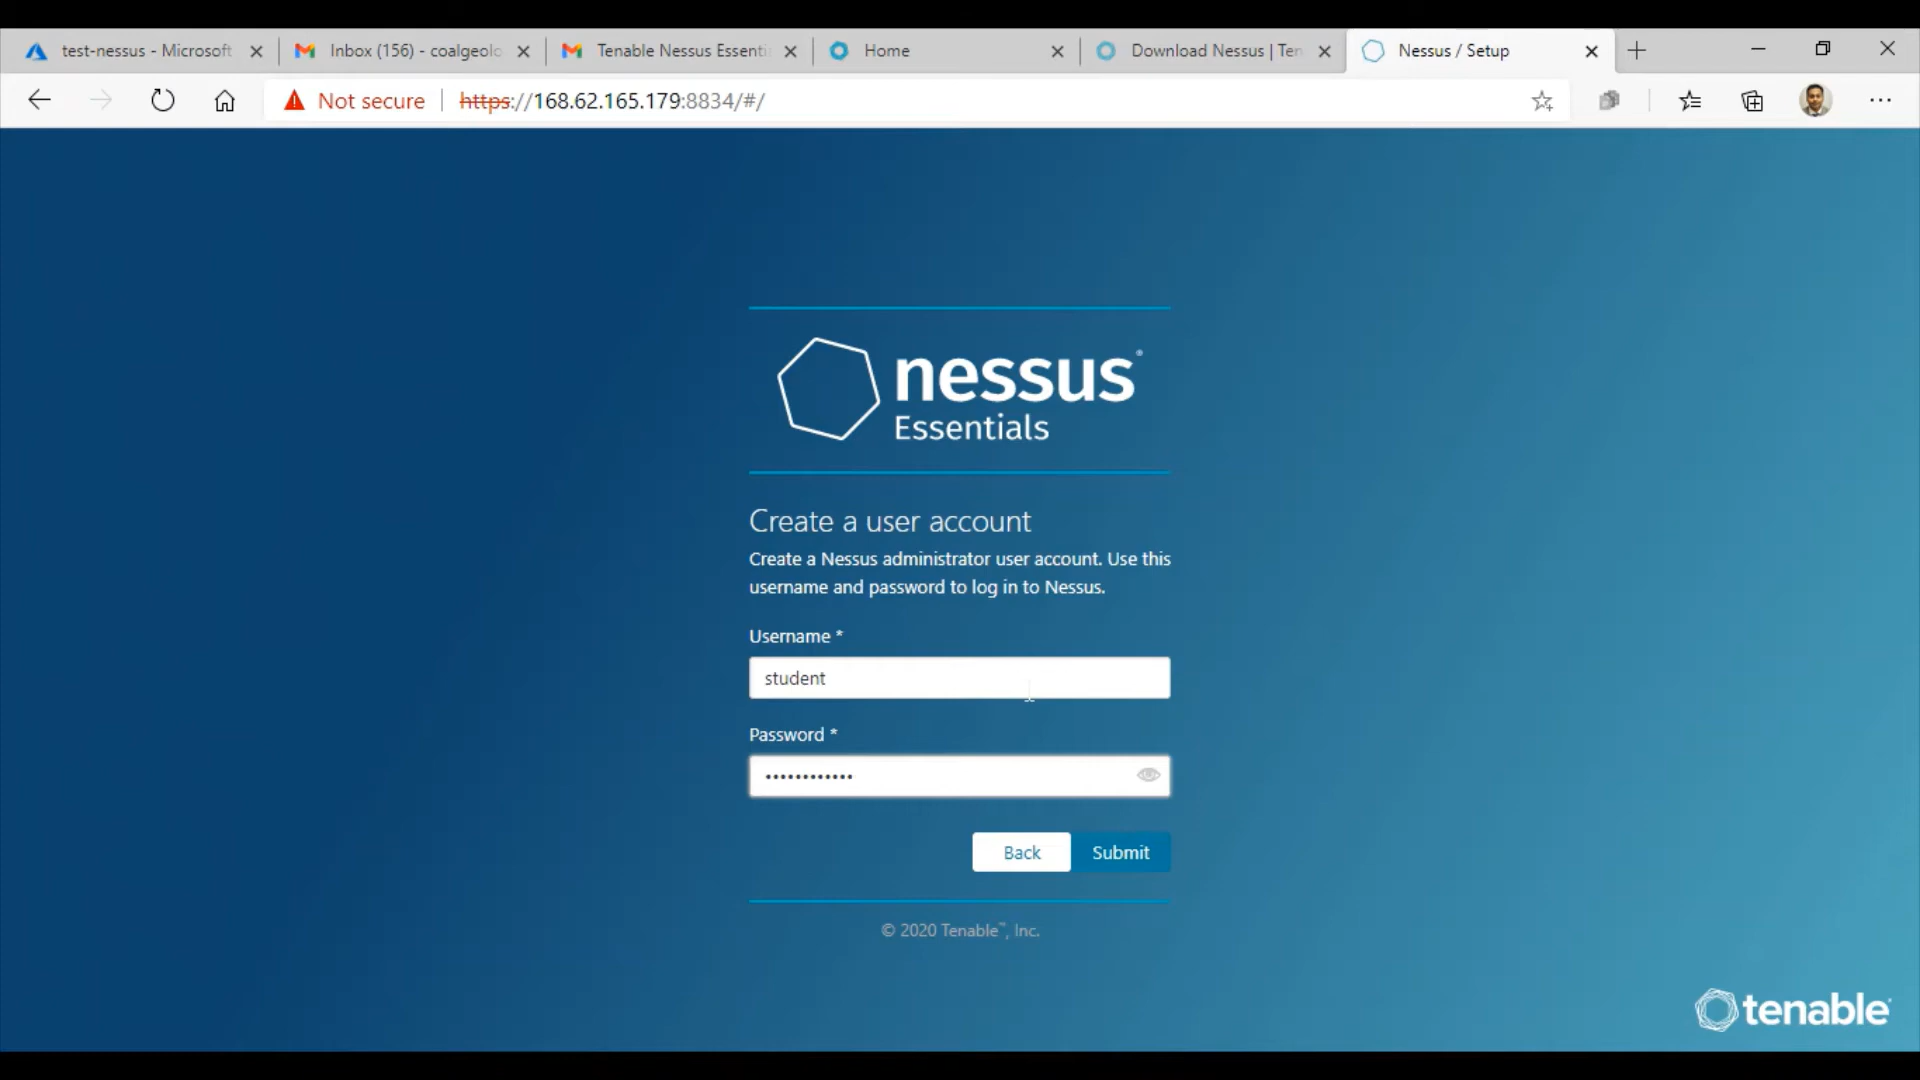 test-nessus - Microsoft
Inbox (156) - coalgeolo
Tenable Nessus Essenti
Home
Download Nessus | Ten
Nessus / Setup
Not secure
https://168.62.165.179:8834/#/
nessus®
Essentials
Create a user account
Create a Nessus administrator user account. Use this
username and password to log in to Nessus.
Username *
student
Password *
••••••••••••
Back
Submit
© 2020 Tenable™, Inc.
tenable®